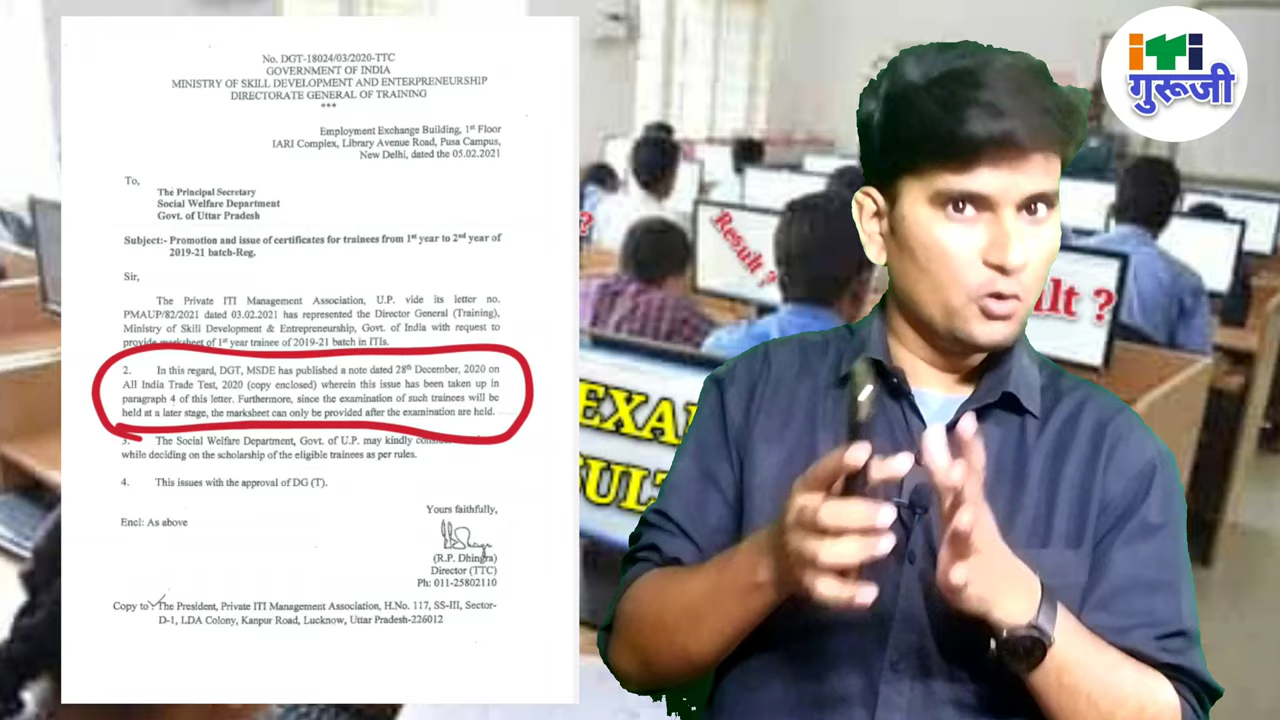 No. DGT-18024/03/2020-TTC
GOVERNMENT OF INDIA
MINISTRY OF SKILL DEVELOPMENT AND ENTERPRENEURSHIP
DIRECTORATE GENERAL OF TRAINING
***
Employment Exchange Building, 1st Floor
IARI Complex, Library Avenue Road, Pusa Campus,
New Delhi, dated the 05.02.2021
To,
The Principal Secretary
Social Welfare Department
Govt. of Uttar Pradesh
Subject:- Promotion and issue of certificates for trainees from 1st year to 2nd year of
2019-21 batch-Reg.
Sir,
The Private ITI Management Association, U.P. vide its letter no.
PMAUP/82/2021 dated 03.02.2021 has represented the Director General (Training),
Ministry of Skill Development & Entrepreneurship, Govt. of India with request to
provide marksheet of 1st year trainee of 2019-21 batch in ITIs.
2. In this regard, DGT, MSDE has published a note dated 28th December, 2020 on
All India Trade Test, 2020 (copy enclosed) wherein this issue has been taken up in
paragraph 4 of this letter. Furthermore, since the examination of such trainees will be
held at a later stage, the marksheet can only be provided after the examination are held.
3. The Social Welfare Department, Govt. of U.P. may kindly
while deciding on the scholarship of the eligible trainees as per rules.
4. This issues with the approval of DG (T).
Yours faithfully,
Encl: As above
(R.P. Dhingra)
Director (TTC)
Ph: 011-25802110
Copy to The President, Private ITI Management Association, H.No. 117, SS-III, Sector-
D-1, LDA Colony, Kanpur Road, Lucknow, Uttar Pradesh-226012
iTi
गुरूजी
?
Result ?
ult ?
EXA
SULT